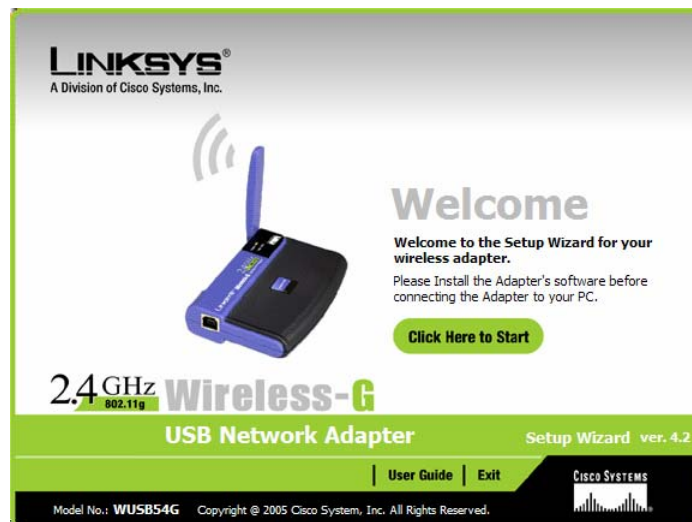 LINKSYS®
A Division of Cisco Systems, Inc.
Welcome
Welcome to the Setup Wizard for your
wireless adapter.
Please Install the Adapter's software before
connecting the Adapter to your PC.
Click Here to Start
2.4 GHz
802.11g
Wireless-G
USB Network Adapter
Setup Wizard ver. 4.2
User Guide
Exit
CISCO SYSTEMS
Model No.: WUSB54G Copyright @ 2005 Cisco System, Inc. All Rights Reserved.